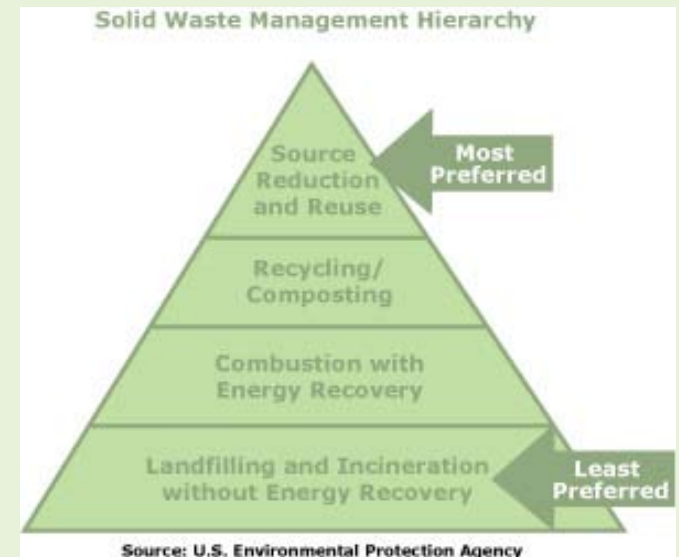 Solid Waste Management Hierarchy
Source
Reduction
and Reuse
Most
Preferred
Recycling/
Composting
Combustion with
Energy Recovery
Landfilling and Incineration
without Energy Recovery
Least
Preferred
Source: U.S. Environmental Protection Agency